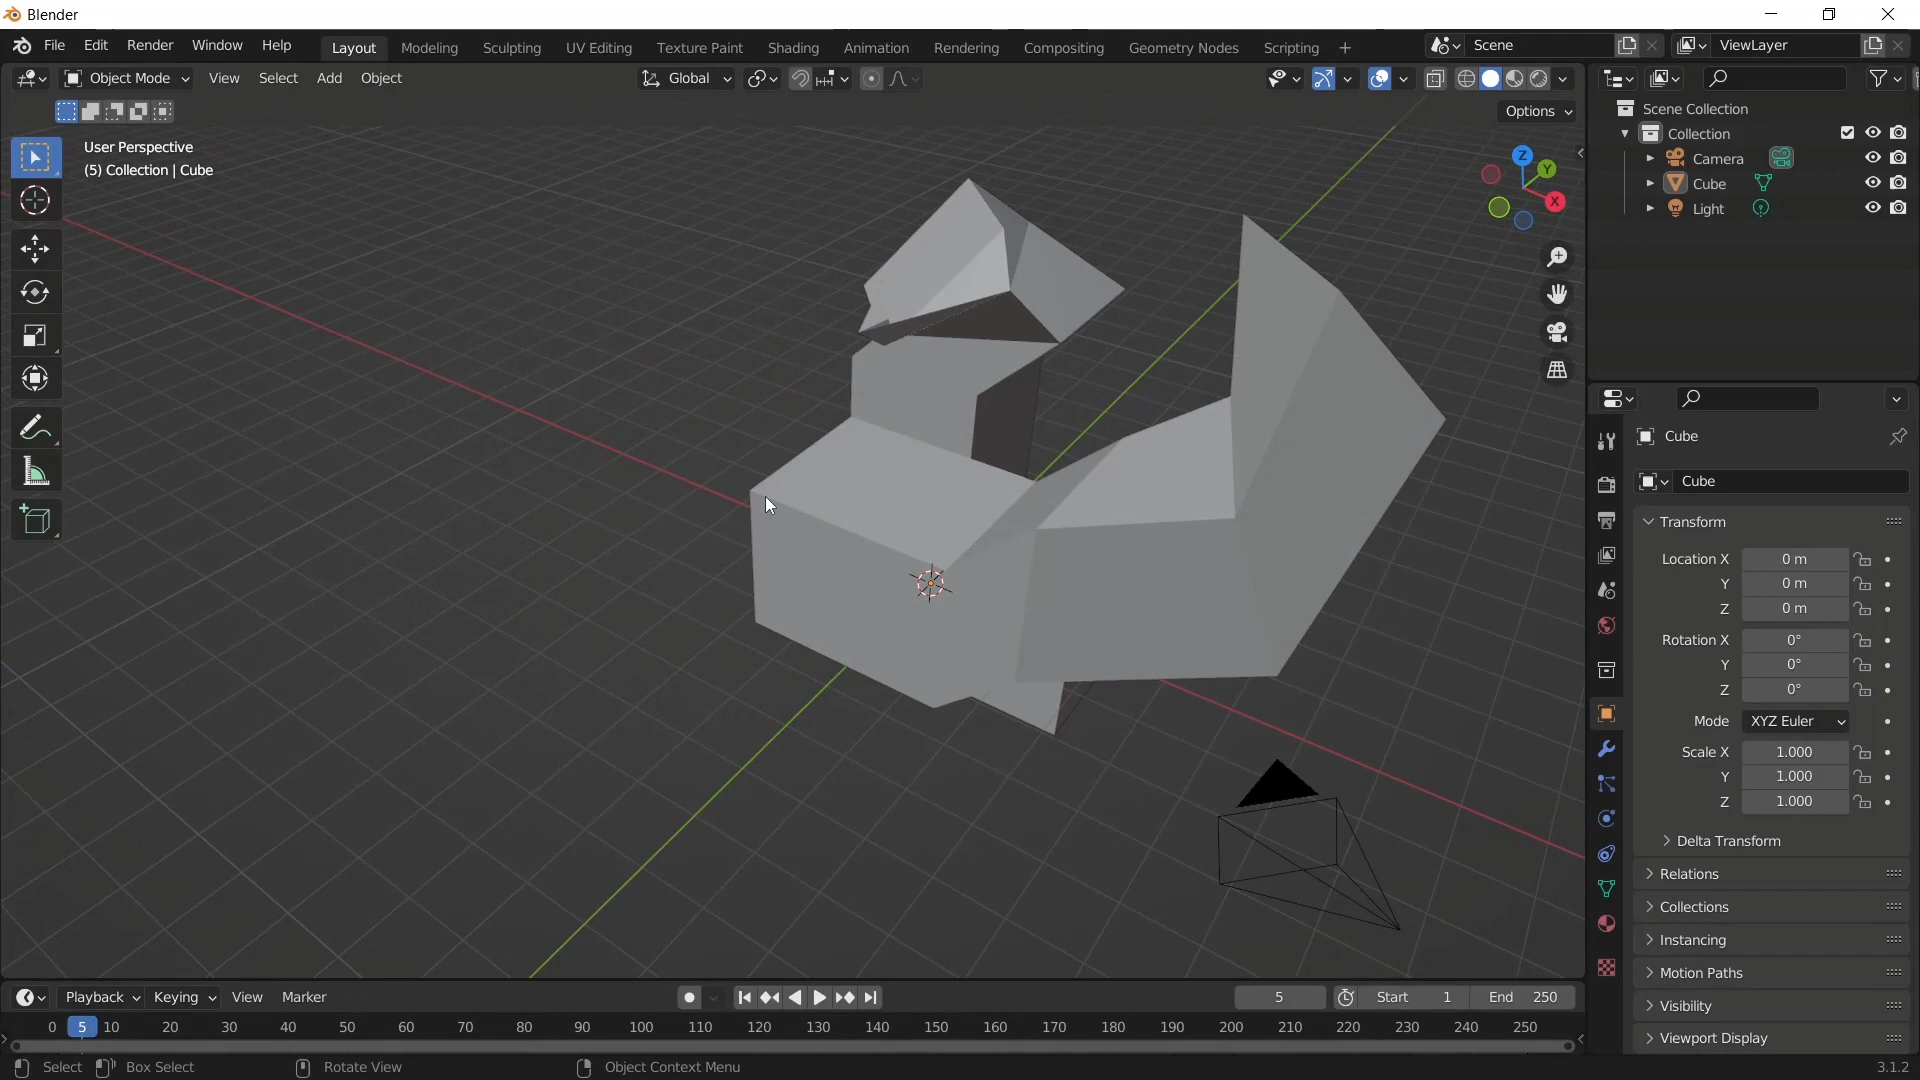 Blender
File Edit Render Window Help Layout Modeling Sculpting UV Editing Texture Paint Shading Animation Rendering Compositing Geometry Nodes Scripting + Scene ViewLayer
Object Mode View Select Add Object Global
Options
User Perspective
(5) Collection | Cube
Z
Y
X
Scene Collection
Collection
Camera
Cube
Light
Cube
Cube
Transform
Location X 0 m
Y 0 m
Z 0 m
Rotation X 0°
Y 0°
Z 0°
Mode XYZ Euler
Scale X 1.000
Y 1.000
Z 1.000
Delta Transform
Relations
Collections
Instancing
Motion Paths
Visibility
Viewport Display
Playback Keying View Marker 5 Start 1 End 250
0 5 10 20 30 40 50 60 70 80 90 100 110 120 130 140 150 160 170 180 190 200 210 220 230 240 250
Select Box Select Rotate View Object Context Menu 3.1.2